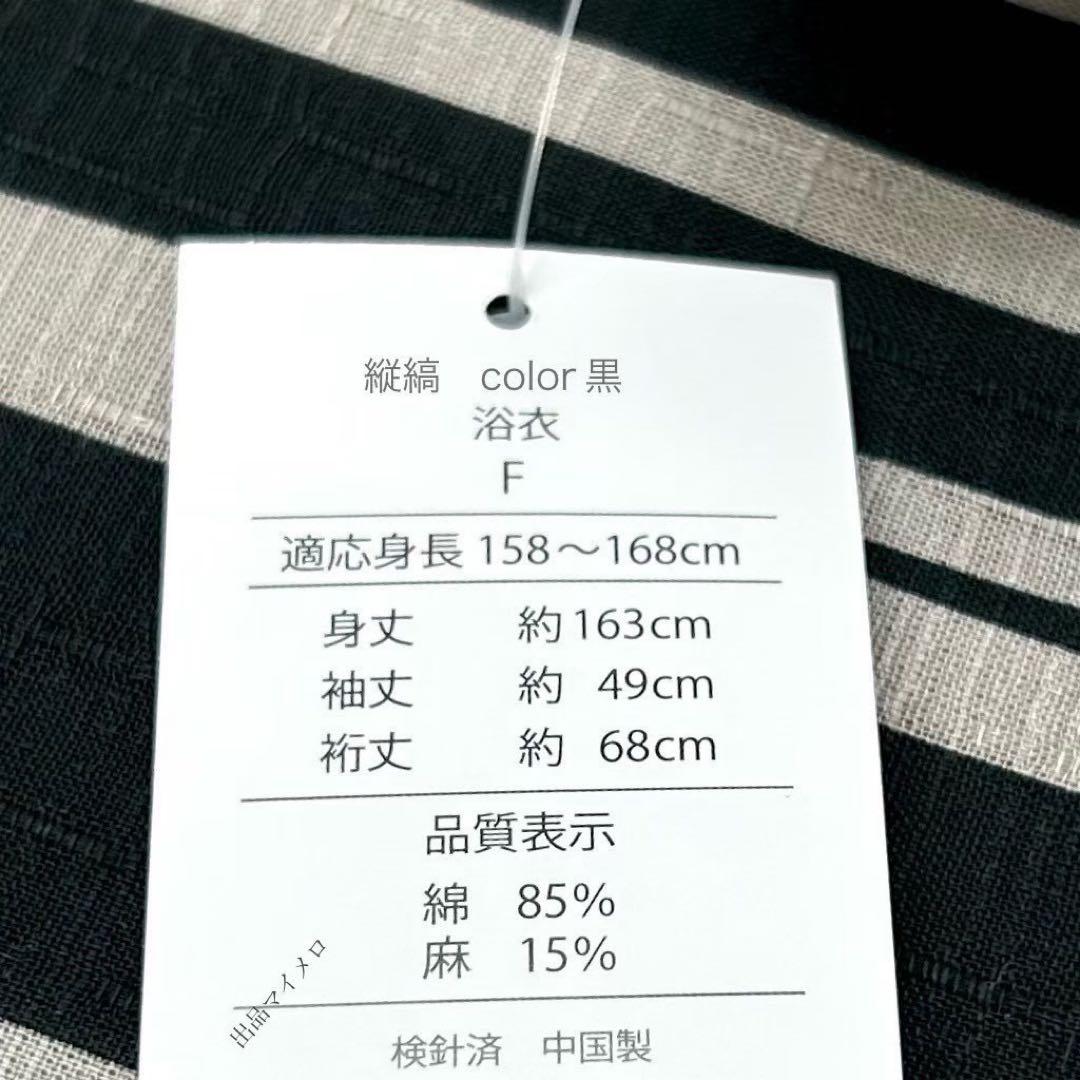 縦縞　color 黒
浴衣
F
適応身長 158～168cm
身丈　約 163cm
袖丈　約 49cm
裄丈　約 68cm
品質表示
綿　85%
麻　15%
出品マイメロ
検針済　中国製